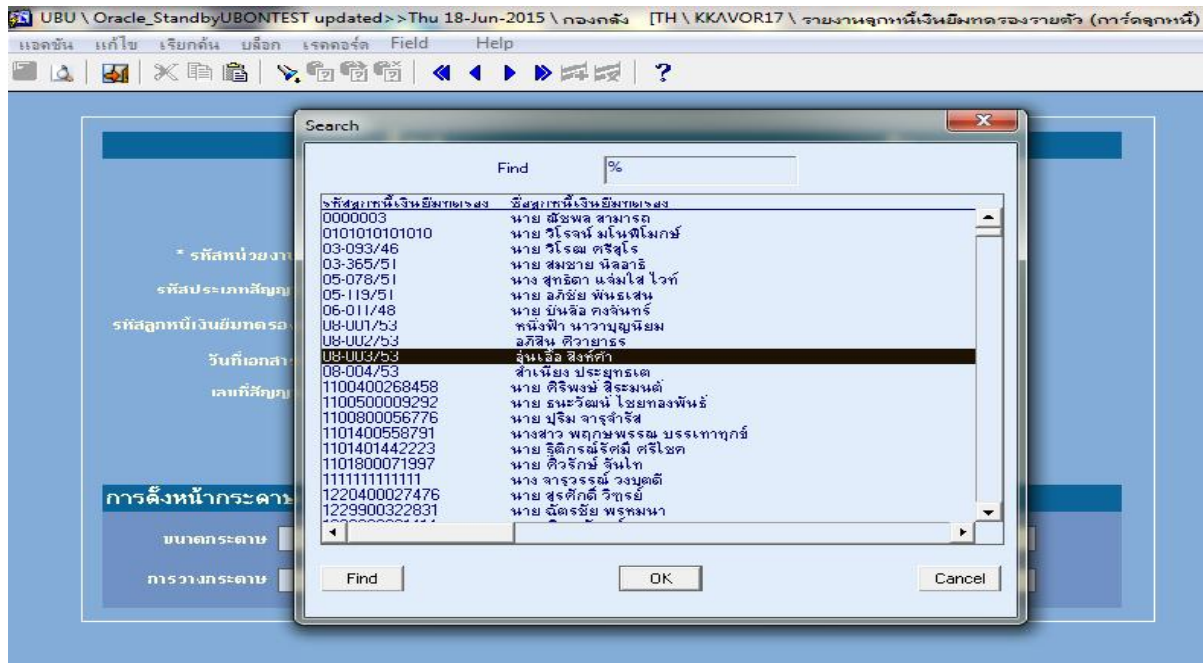 UBU \ Oracle_StandbyUBONTEST updated>>Thu 18-Jun-2015 \ กองคลัง [TH \ KKAVOR17 \ รายงานลูกหนี้เงินยืมทดรองรายตัว (การ์ดลูกหนี้)
แอคชัน แก้ไข เรียกค้น บล็อก เรคคอร์ด Field Help
Search
Find %
รหัสลูกหนี้เงินยืมทดรอง ชื่อลูกหนี้เงินยืมทดรอง
0000003 นาย ณัชพล สามารถ
0101010101010 นาย วิโรจน์ มโนพิโมกษ์
03-093/46 นาย วิโรฒ ศรีสุโร
03-365/51 นาย สมชาย นิลอาธิ
05-078/51 นาง สุทธิดา แจ่มใส ไวท์
05-119/51 นาย อภิชัย พันธเสน
06-011/48 นาย บันลือ คงจันทร์
08-001/53 หนึ่งฟ้า นาวาบุญนิยม
08-002/53 อภิสิน ศิวายาธร
08-003/53 อุ่นเอื้อ สิงห์คำ
08-004/53 สำเนียง ประยุทธเต
1100400268458 นาย ศิริพงษ์ สิระมนต์
1100500009292 นาย ธนะวัฒน์ ไชยทองพันธ์
1100800056776 นาย ปุริม จารุจำรัส
1101400558791 นางสาว พฤกษพรรณ บรรเทาทุกข์
1101401442223 นาย ฐิติกรณ์รัศมี ศรีโชค
1101800071997 นาย ศิวรักษ์ จันไท
1111111111111 นาง จารุวรรณ์ วงบุตดี
1220400027476 นาย สุรศักดิ์ วิฑูรย์
1229900322831 นาย ฉัตรชัย พรหมนา
Find OK Cancel
* รหัสหน่วยงาน
รหัสประเภทสัญญ
รหัสลูกหนี้เงินยืมทดรอง
วันที่เอกสาร
เลขที่สัญญ
การตั้งหน้ากระดาษ
ขนาดกระดาษ
การวางกระดาษ